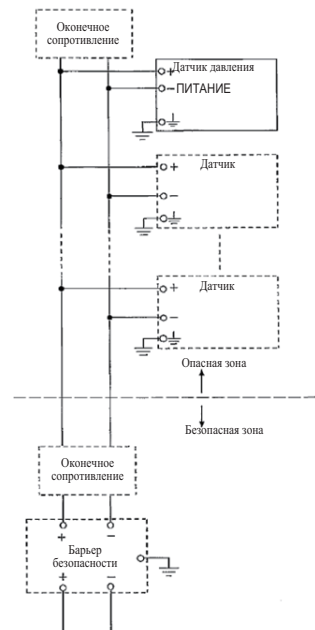 Оконечное
сопротивление
Датчик давления
+
− ПИТАНИЕ
Датчик
+
−
Датчик
+
−
Опасная зона
Безопасная зона
Оконечное
сопротивление
+ −
Барьер
безопасности
+ −